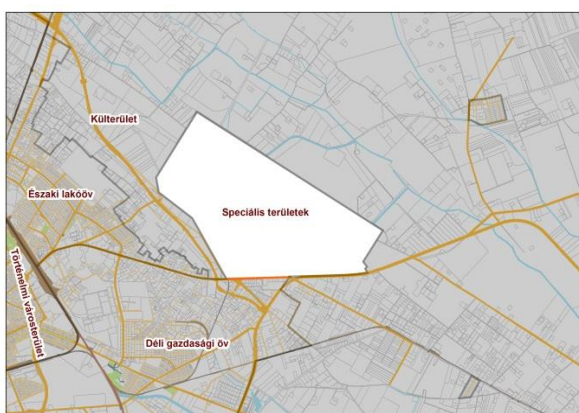 Külterület
Északi lakóöv
Speciális területek
Történelmi városterület
Déli gazdasági öv